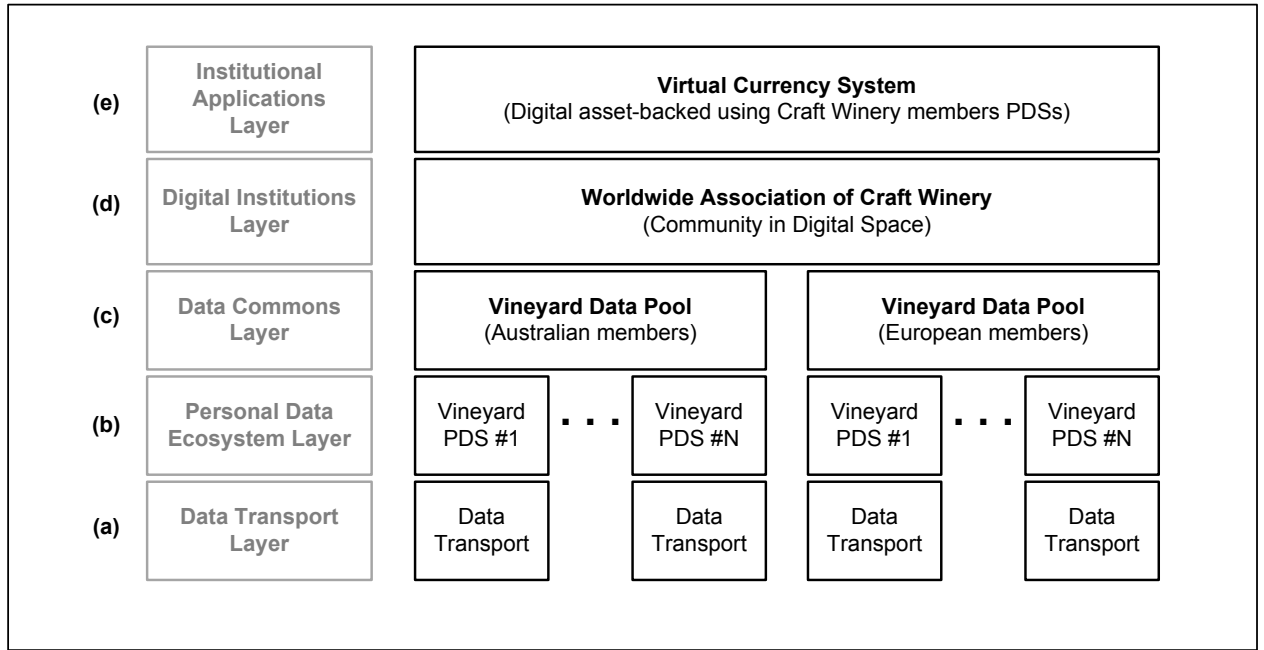 (e)
Institutional
Applications
Layer
Virtual Currency System
(Digital asset-backed using Craft Winery members PDSs)
(d)
Digital Institutions
Layer
Worldwide Association of Craft Winery
(Community in Digital Space)
(c)
Data Commons
Layer
Vineyard Data Pool
(Australian members)
Vineyard Data Pool
(European members)
(b)
Personal Data
Ecosystem Layer
Vineyard
PDS #1
. . .
Vineyard
PDS #N
Vineyard
PDS #1
. . .
Vineyard
PDS #N
(a)
Data Transport
Layer
Data
Transport
Data
Transport
Data
Transport
Data
Transport